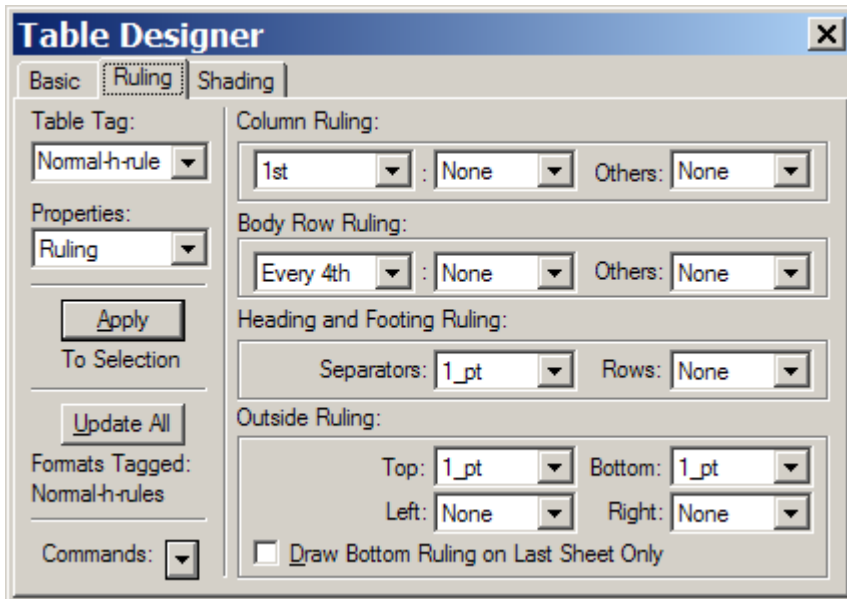 Table Designer
Basic Ruling Shading
Table Tag:
Normal-h-rule
Properties:
Ruling
Apply
To Selection
Update All
Formats Tagged:
Normal-h-rules
Commands:
Column Ruling:
1st : None Others: None
Body Row Ruling:
Every 4th : None Others: None
Heading and Footing Ruling:
Separators: 1_pt Rows: None
Outside Ruling:
Top: 1_pt Bottom: 1_pt
Left: None Right: None
Draw Bottom Ruling on Last Sheet Only